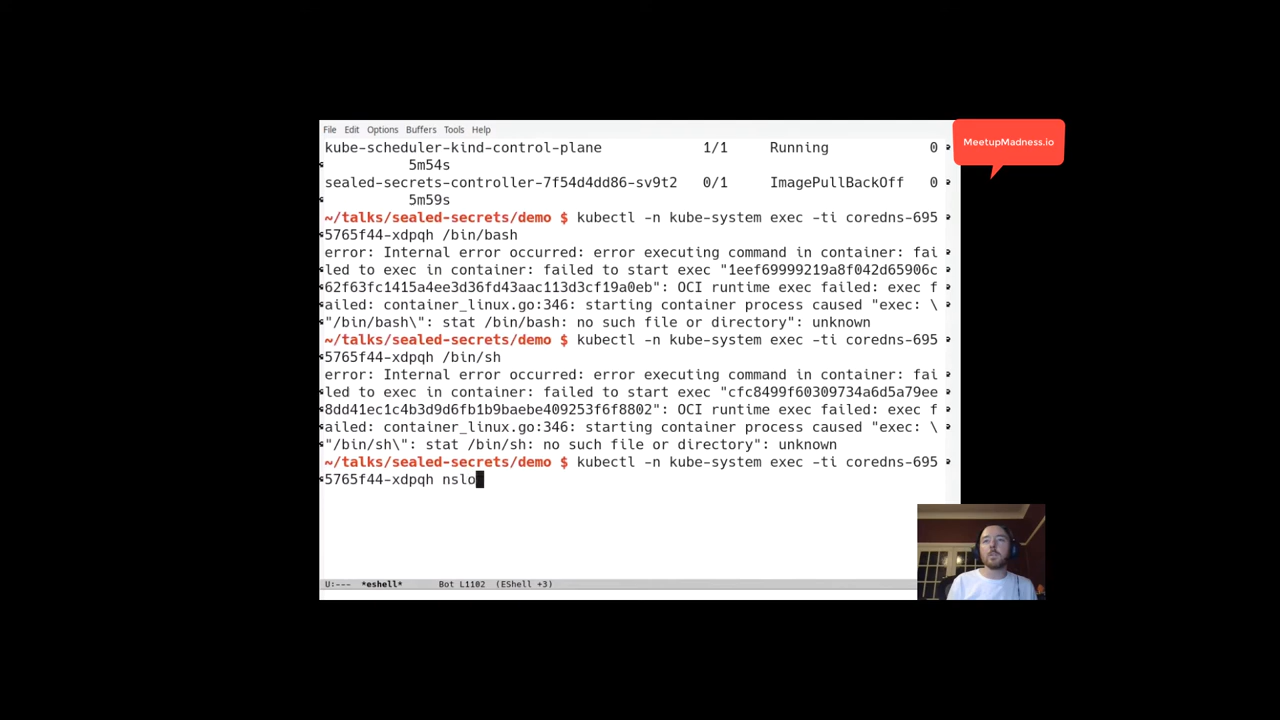 File Edit Options Buffers Tools Help
kube-scheduler-kind-control-plane 1/1 Running 0
5m54s
sealed-secrets-controller-7f54d4dd86-sv9t2 0/1 ImagePullBackOff 0
5m59s
~/talks/sealed-secrets/demo $ kubectl -n kube-system exec -ti coredns-695
5765f44-xdpqh /bin/bash
error: Internal error occurred: error executing command in container: fai
led to exec in container: failed to start exec "1eef69999219a8f042d65906c
62f63fc1415a4ee3d36fd43aac113d3cf19a0eb": OCI runtime exec failed: exec f
ailed: container_linux.go:346: starting container process caused "exec: \
"/bin/bash\": stat /bin/bash: no such file or directory": unknown
~/talks/sealed-secrets/demo $ kubectl -n kube-system exec -ti coredns-695
5765f44-xdpqh /bin/sh
error: Internal error occurred: error executing command in container: fai
led to exec in container: failed to start exec "cfc8499f60309734a6d5a79ee
8dd41ec1c4b3d9d6fb1b9baebe409253f6f8802": OCI runtime exec failed: exec f
ailed: container_linux.go:346: starting container process caused "exec: \
"/bin/sh\": stat /bin/sh: no such file or directory": unknown
~/talks/sealed-secrets/demo $ kubectl -n kube-system exec -ti coredns-695
5765f44-xdpqh nslo
U:--- *eshell* Bot L1102 (EShell +3)
MeetupMadness.io